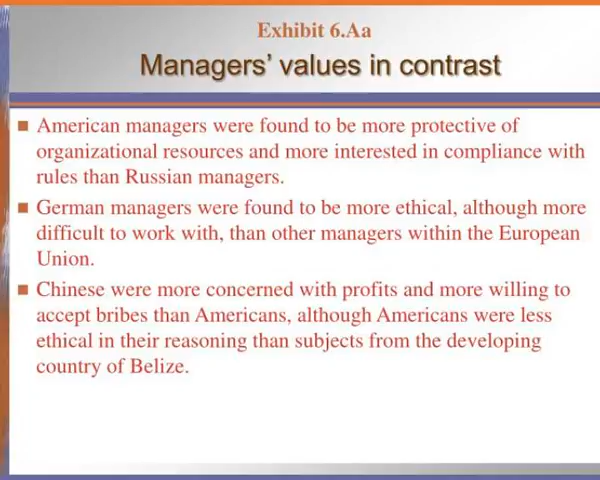 Exhibit 6.Aa
Managers’ values in contrast
American managers were found to be more protective of
organizational resources and more interested in compliance with
rules than Russian managers.
German managers were found to be more ethical, although more
difficult to work with, than other managers within the European
Union.
Chinese were more concerned with profits and more willing to
accept bribes than Americans, although Americans were less
ethical in their reasoning than subjects from the developing
country of Belize.